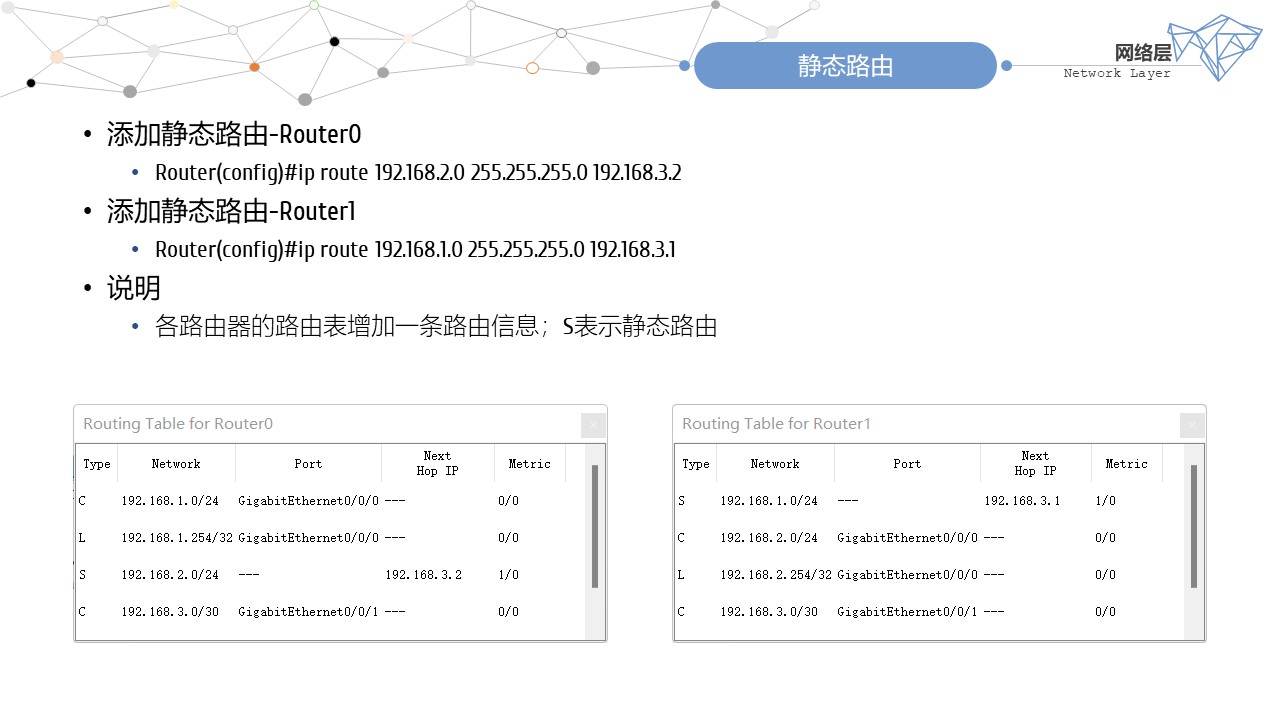 静态路由
网络层
Network Layer
• 添加静态路由-Router0
• Router(config)#ip route 192.168.2.0 255.255.255.0 192.168.3.2
• 添加静态路由-Router1
• Router(config)#ip route 192.168.1.0 255.255.255.0 192.168.3.1
• 说明
• 各路由器的路由表增加一条路由信息；S表示静态路由
Routing Table for Router0
Type Network Port Next Hop IP Metric
C 192.168.1.0/24 GigabitEthernet0/0/0 --- 0/0
L 192.168.1.254/32 GigabitEthernet0/0/0 --- 0/0
S 192.168.2.0/24 --- 192.168.3.2 1/0
C 192.168.3.0/30 GigabitEthernet0/0/1 --- 0/0
Routing Table for Router1
Type Network Port Next Hop IP Metric
S 192.168.1.0/24 --- 192.168.3.1 1/0
C 192.168.2.0/24 GigabitEthernet0/0/0 --- 0/0
L 192.168.2.254/32 GigabitEthernet0/0/0 --- 0/0
C 192.168.3.0/30 GigabitEthernet0/0/1 --- 0/0